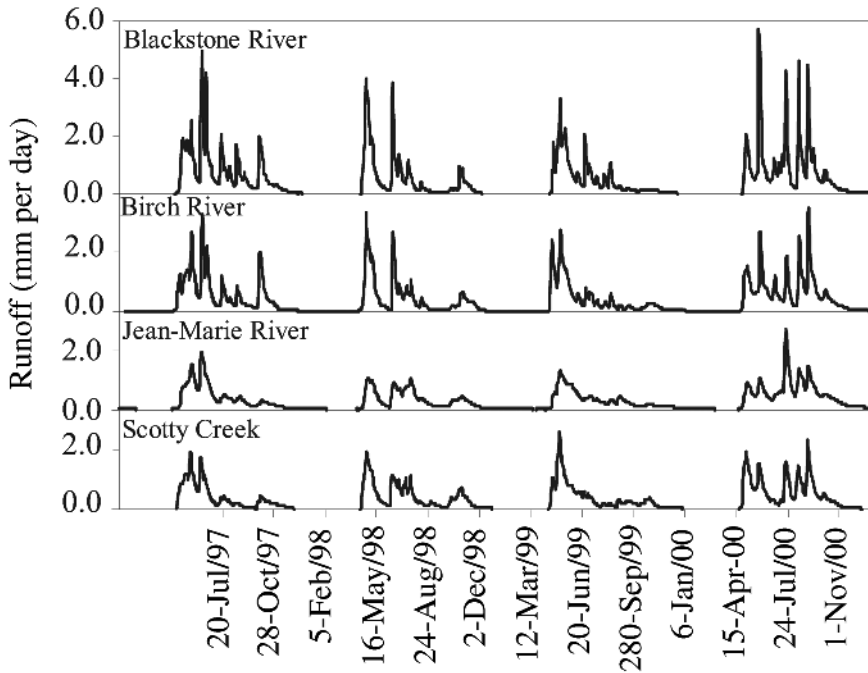 Runoff (mm per day)
6.0
Blackstone River
4.0
2.0
0.0
Birch River
2.0
0.0
Jean-Marie River
2.0
0.0
Scotty Creek
2.0
0.0
20-Jul/97
28-Oct/97
5-Feb/98
16-May/98
24-Aug/98
2-Dec/98
12-Mar/99
20-Jun/99
280-Sep/99
6-Jan/00
15-Apr-00
24-Jul/00
1-Nov/00